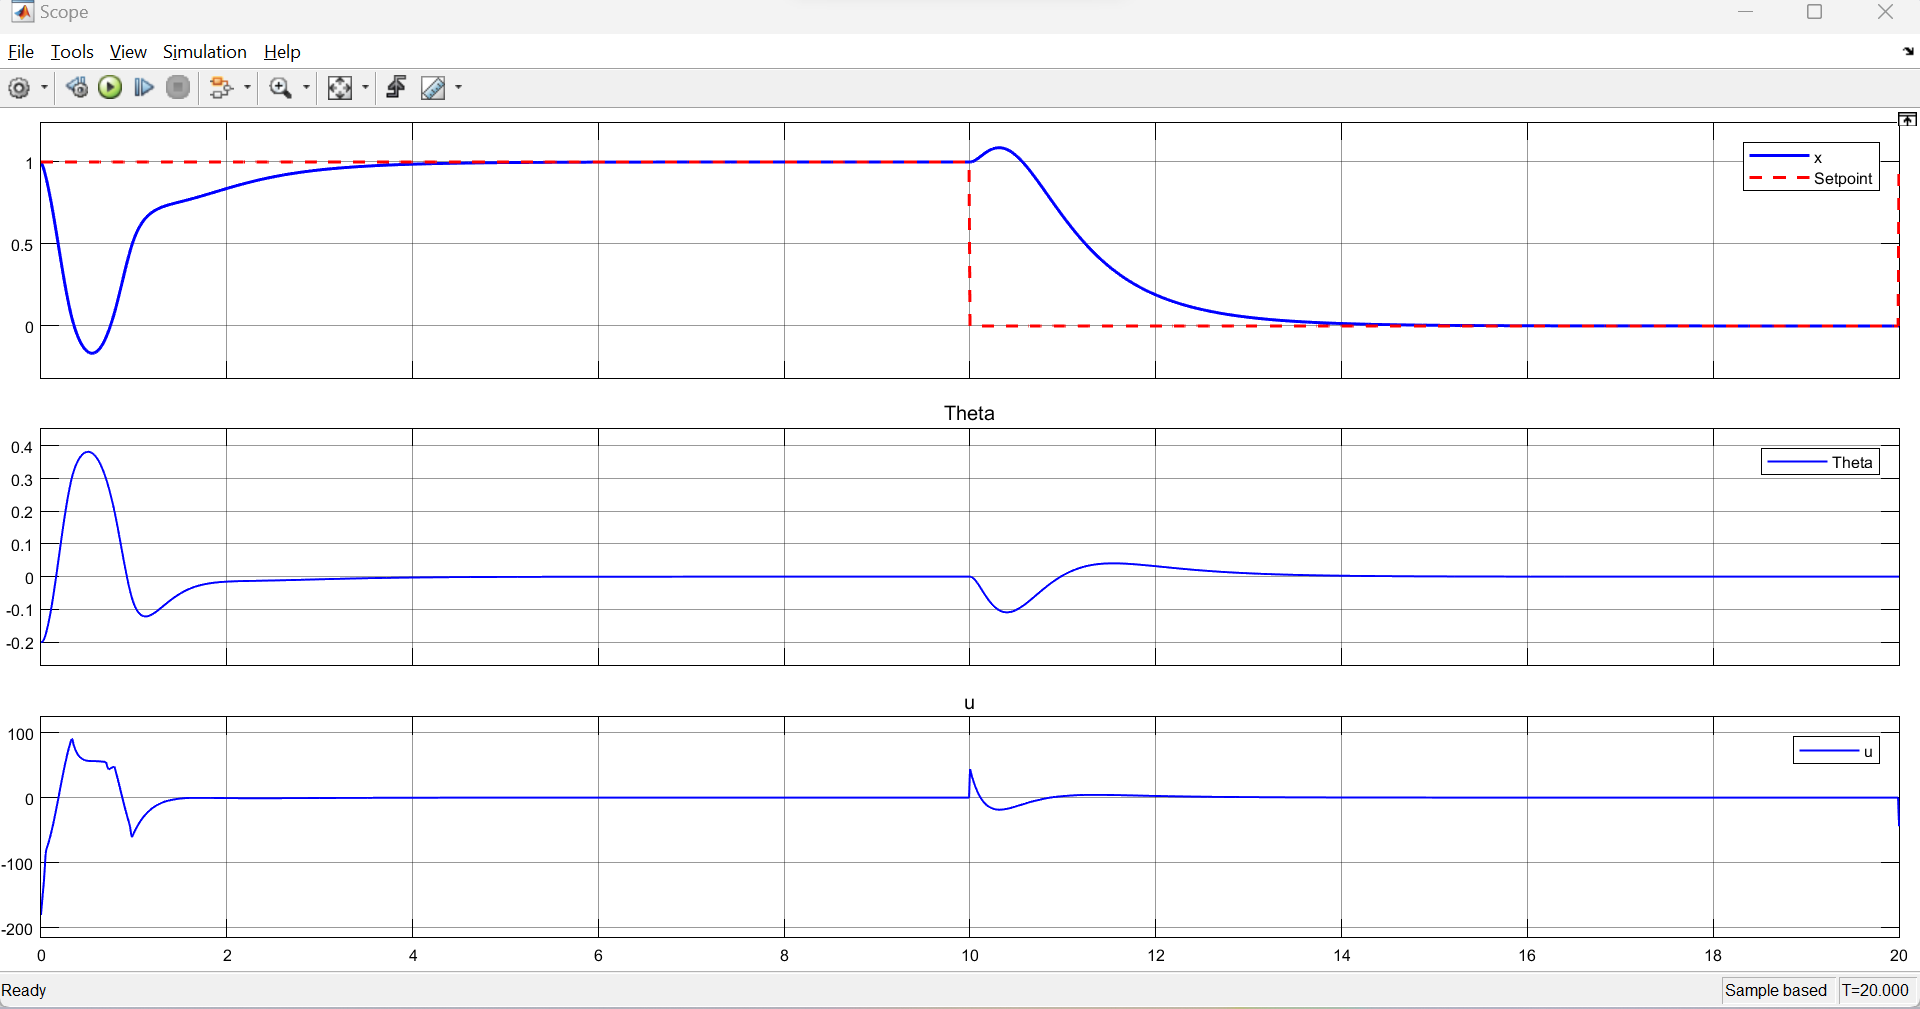 Scope
File Tools View Simulation Help
1
0.5
0
x
Setpoint
Theta
0.4
0.3
0.2
0.1
0
-0.1
-0.2
Theta
u
100
0
-100
-200
u
0 2 4 6 8 10 12 14 16 18 20
Ready Sample based T=20.000